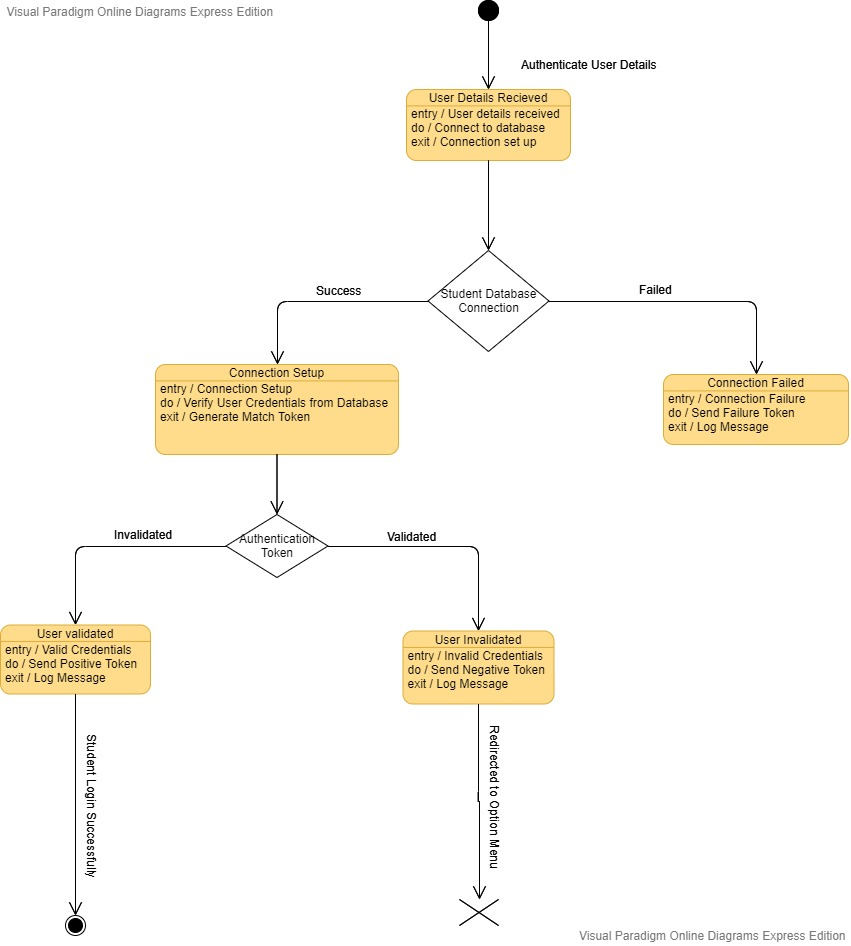 Visual Paradigm Online Diagrams Express Edition
Authenticate User Details
User Details Recieved
entry / User details received
do / Connect to database
exit / Connection set up
Student Database
Connection
Success
Failed
Connection Setup
entry / Connection Setup
do / Verify User Credentials from Database
exit / Generate Match Token
Connection Failed
entry / Connection Failure
do / Send Failure Token
exit / Log Message
Authentication
Token
Invalidated
Validated
User validated
entry / Valid Credentials
do / Send Positive Token
exit / Log Message
User Invalidated
entry / Invalid Credentials
do / Send Negative Token
exit / Log Message
Student Login Successfully
Redirected to Option Menu
Visual Paradigm Online Diagrams Express Edition